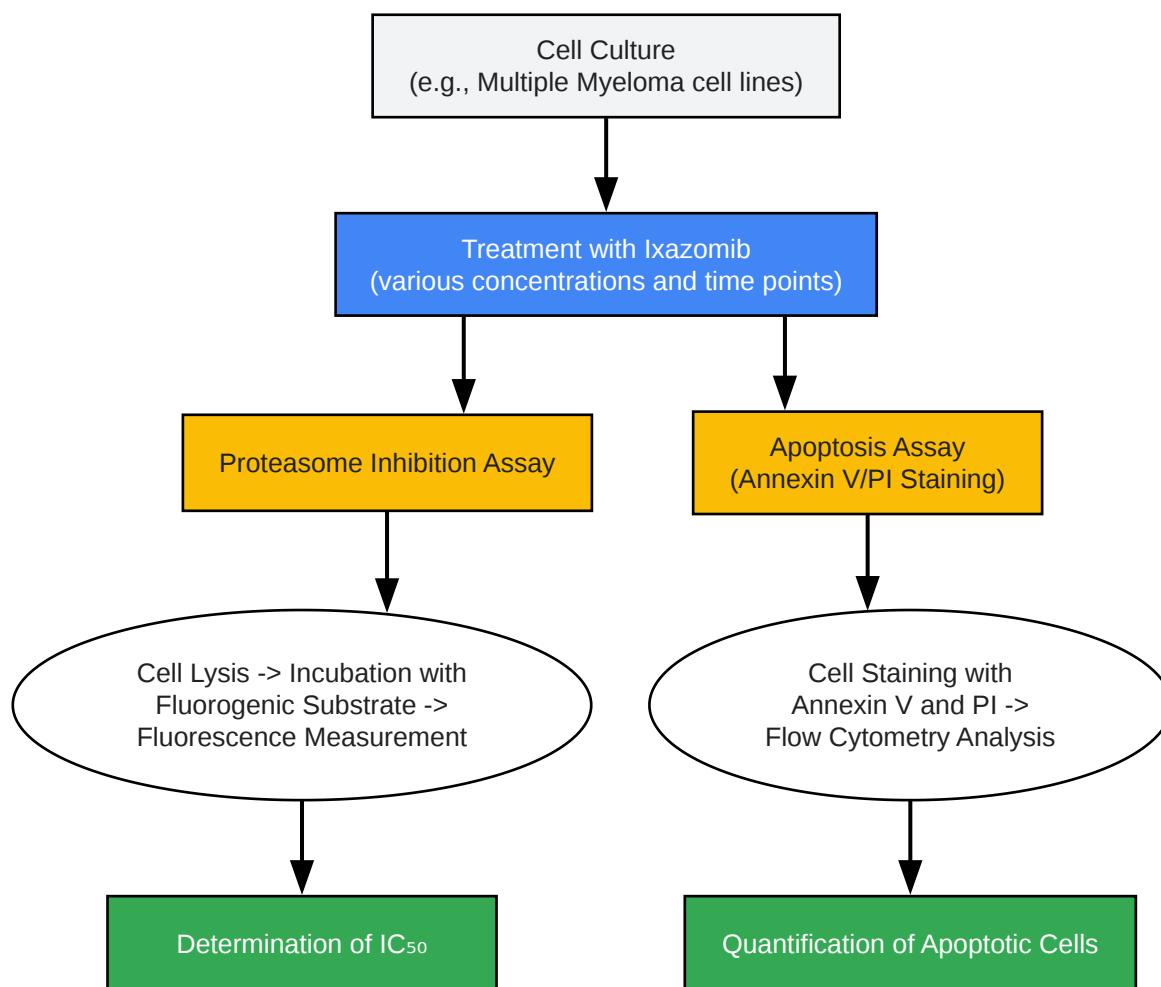 Cell Culture
(e.g., Multiple Myeloma cell lines)
Treatment with Ixazomib
(various concentrations and time points)
Proteasome Inhibition Assay
Apoptosis Assay
(Annexin V/PI Staining)
Cell Lysis -> Incubation with
Fluorogenic Substrate ->
Fluorescence Measurement
Cell Staining with
Annexin V and PI ->
Flow Cytometry Analysis
Determination of IC₅₀
Quantification of Apoptotic Cells